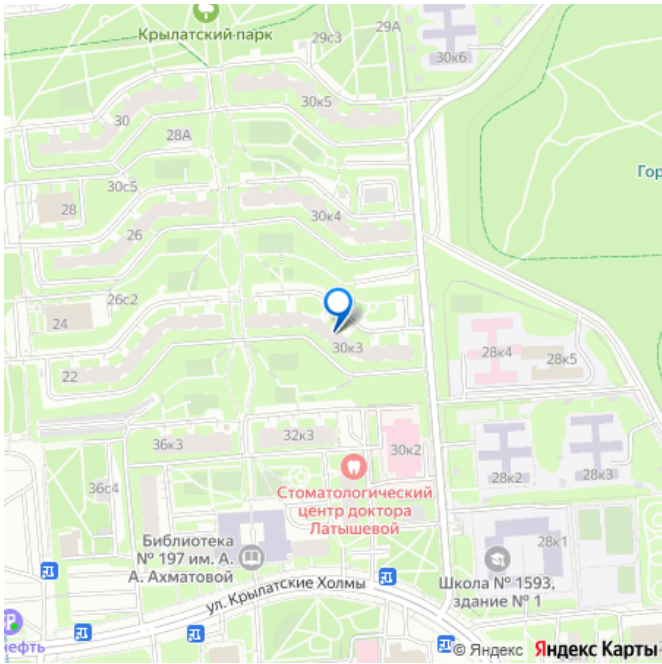 Крылатский парк
29с3
29А
30к6
30
30к5
28А
30с5
28
30к4
Гор
26
26с2
24
30к3
28к4
28к5
22
36к3
32к3
30к2
28к2
28к3
36с4
Стоматологический
центр доктора
Латышевой
Библиотека
№ 197 им. А.
А. Ахматовой
28к1
ул. Крылатские Холмы
Школа № 1593,
здание № 1
нефть
© Яндекс Яндекс Карты